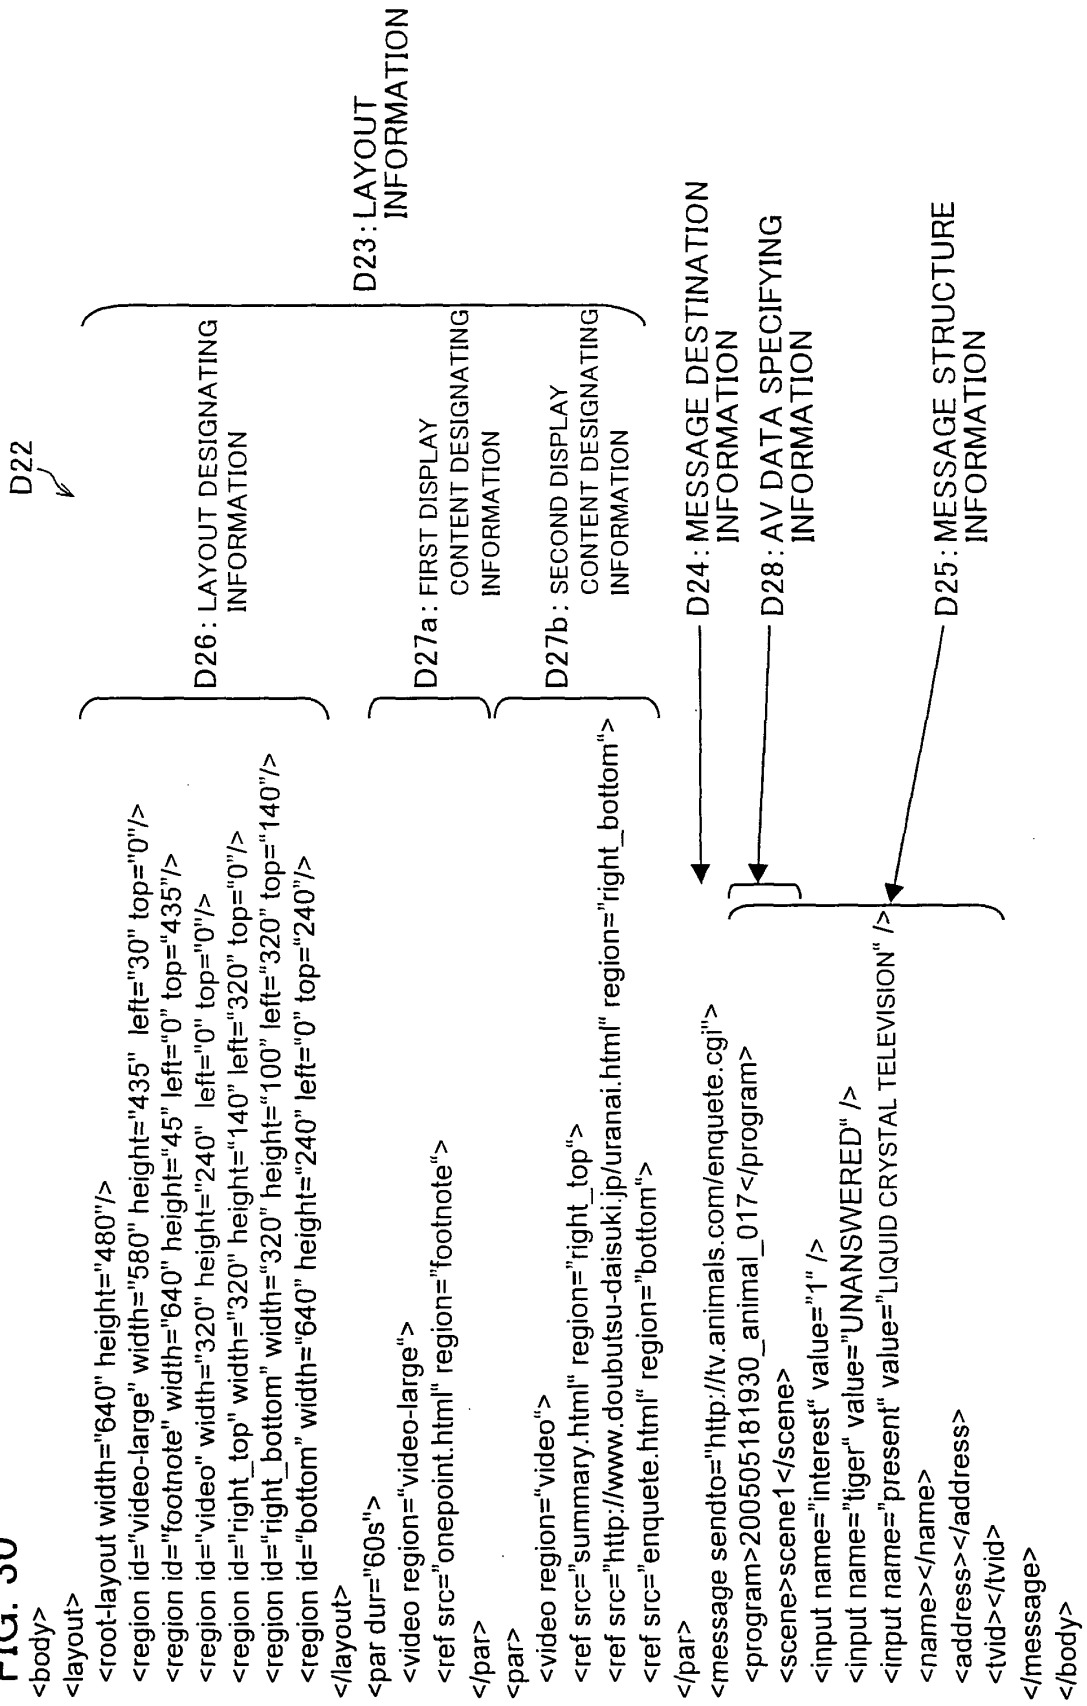 FIG. 30
D22
<body>
<layout>
<root-layout width="640" height="480"/>
<region id="video-large" width="580" height="435" left="30" top="0"/>
<region id="footnote" width="640" height="45" left="0" top="435"/>
<region id="video" width="320" height="240" left="0" top="0"/>
<region id="right_top" width="320" height="140" left="320" top="0"/>
<region id="right_bottom" width="320" height="100" left="320" top="140"/>
<region id="bottom" width="640" height="240" left="0" top="240"/>
</layout>
<par dur="60s">
<video region="video-large">
<ref src="onepoint.html" region="footnote">
</par>
<par>
<video region="video">
<ref src="summary.html" region="right_top">
<ref src="http://www.doubutsu-daisuki.jp/uranai.html" region="right_bottom">
<ref src="enquete.html" region="bottom">
</par>
<message sendto="http://tv.animals.com/enquete.cgi">
<program>200505181930_animal_017</program>
<scene>scene1</scene>
<input name="interest" value="1" />
<input name="tiger" value="UNANSWERED" />
<input name="present" value="LIQUID CRYSTAL TELEVISION" />
<name></name>
<address></address>
<tvid></tvid>
</message>
</body>
D26: LAYOUT DESIGNATING
INFORMATION
D27a: FIRST DISPLAY
CONTENT DESIGNATING
INFORMATION
D27b: SECOND DISPLAY
CONTENT DESIGNATING
INFORMATION
D23: LAYOUT
INFORMATION
D24: MESSAGE DESTINATION
INFORMATION
D28: AV DATA SPECIFYING
INFORMATION
D25: MESSAGE STRUCTURE
INFORMATION